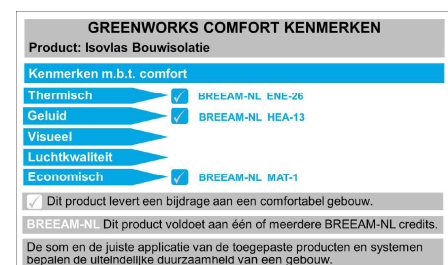 GREENWORKS COMFORT KENMERKEN
Product: Isovlas Bouwisolatie
Kenmerken m.b.t. comfort
Thermisch BREEAM-NL ENE-26
Geluid BREEAM-NL HEA-13
Visueel
Luchtkwaliteit
Economisch BREEAM-NL MAT-1
Dit product levert een bijdrage aan een comfortabel gebouw.
BREEAM-NL Dit product voldoet aan één of meerdere BREEAM-NL credits.
De som en de juiste applicatie van de toegepaste producten en systemen
bepalen de uiteindelijke duurzaamheid van een gebouw.